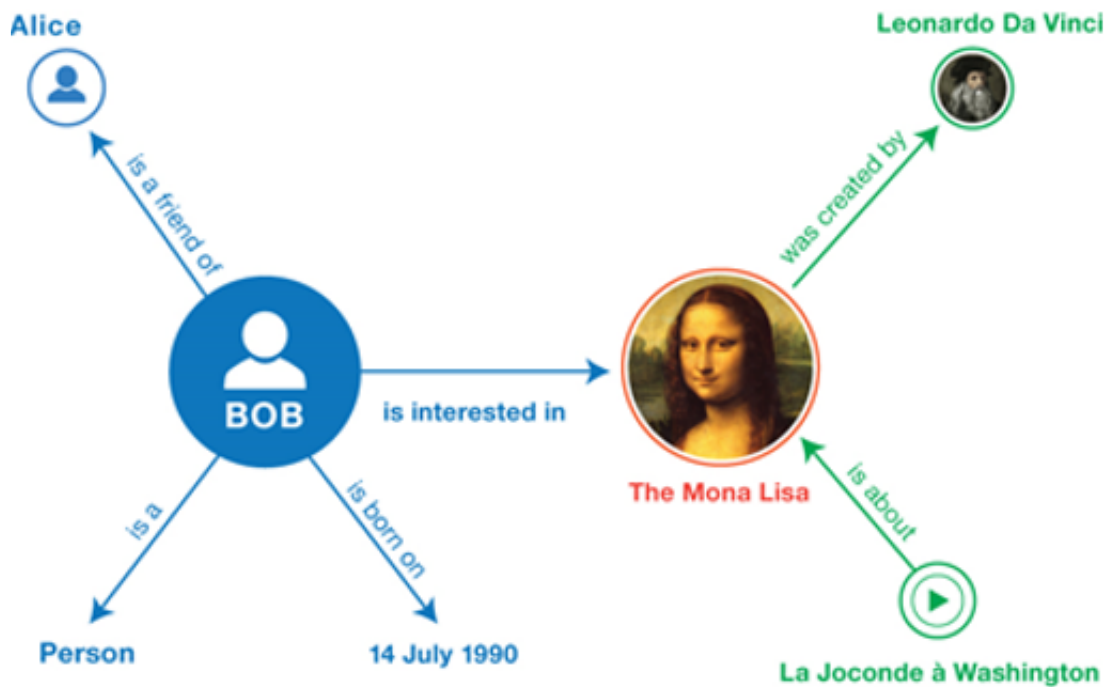 Alice
Leonardo Da Vinci
is a friend of
was created by
BOB
is interested in
The Mona Lisa
is a
is born on
is about
Person
14 July 1990
La Joconde à Washington